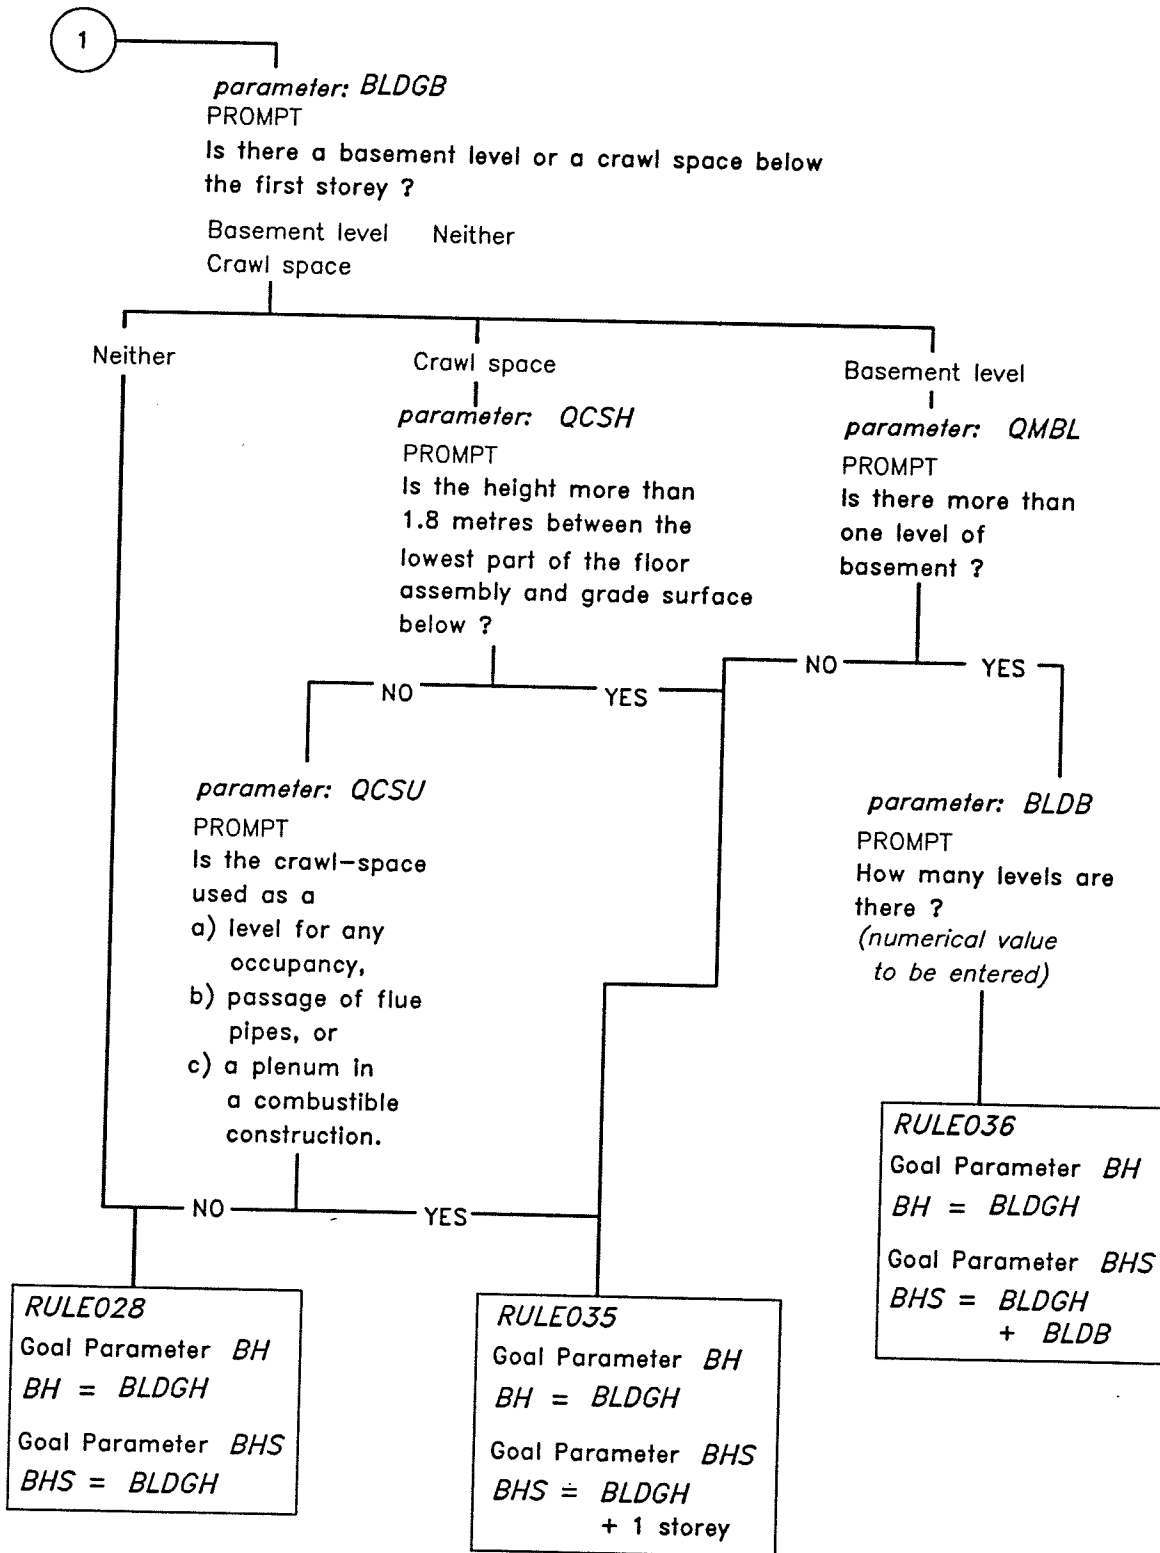 1
parameter: BLDGB
PROMPT
Is there a basement level or a crawl space below
the first storey ?
Basement level Neither
Crawl space
Neither
Crawl space
parameter: QCSH
PROMPT
Is the height more than
1.8 metres between the
lowest part of the floor
assembly and grade surface
below ?
NO
YES
Basement level
parameter: QMBL
PROMPT
Is there more than
one level of
basement ?
NO
YES
parameter: QCSU
PROMPT
Is the crawl-space
used as a
a) level for any
occupancy,
b) passage of flue
pipes, or
c) a plenum in
a combustible
construction.
NO
YES
parameter: BLDB
PROMPT
How many levels are
there ?
(numerical value
to be entered)
RULE028
Goal Parameter BH
BH = BLDGH
Goal Parameter BHS
BHS = BLDGH
RULE035
Goal Parameter BH
BH = BLDGH
Goal Parameter BHS
BHS = BLDGH
+ 1 storey
RULE036
Goal Parameter BH
BH = BLDGH
Goal Parameter BHS
BHS = BLDGH
+ BLDB